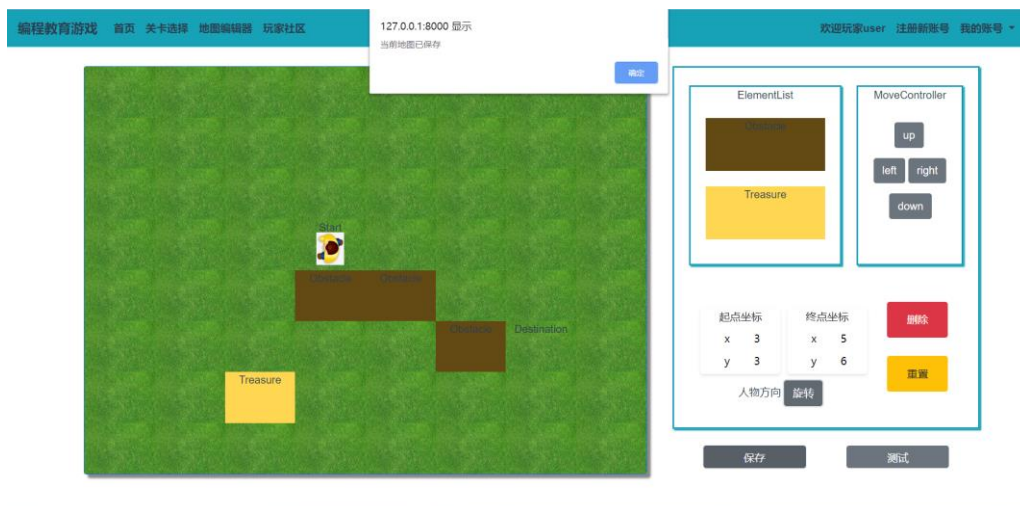 编程教育游戏 首页 关卡选择 地图编辑器 玩家社区
127.0.0.1:8000 显示
当前地图已保存
确定
欢迎玩家user 注册新账号 我的账号
Start
Obstacle Obstacle
Obstacle Destination
Treasure
ElementList
Obstacle
Treasure
MoveController
up
left right
down
起点坐标
x 3
y 3
终点坐标
x 5
y 6
人物方向 旋转
删除
重置
保存
测试